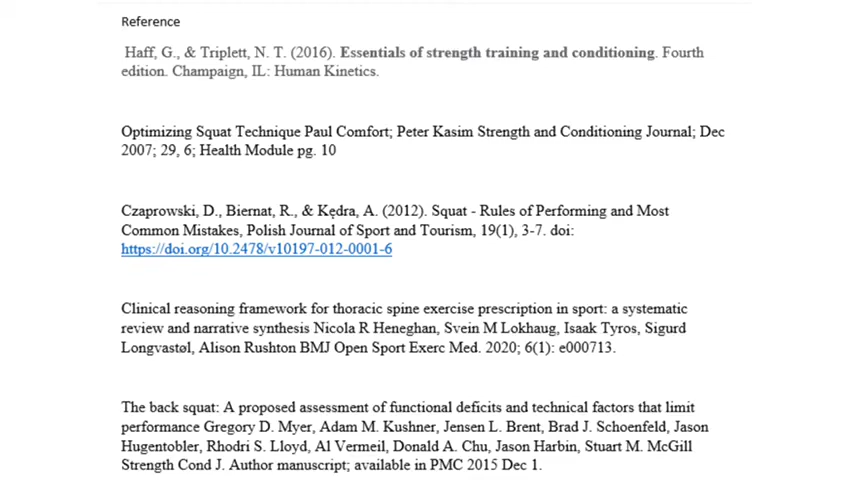 Reference
Haff, G., & Triplett, N. T. (2016). Essentials of strength training and conditioning. Fourth
edition. Champaign, IL: Human Kinetics.
Optimizing Squat Technique Paul Comfort; Peter Kasim Strength and Conditioning Journal; Dec
2007; 29, 6; Health Module pg. 10
Czaprowski, D., Biernat, R., & Kędra, A. (2012). Squat - Rules of Performing and Most
Common Mistakes, Polish Journal of Sport and Tourism, 19(1), 3-7. doi:
https://doi.org/10.2478/v10197-012-0001-6
Clinical reasoning framework for thoracic spine exercise prescription in sport: a systematic
review and narrative synthesis Nicola R Heneghan, Svein M Lokhaug, Isaak Tyros, Sigurd
Longvastøl, Alison Rushton BMJ Open Sport Exerc Med. 2020; 6(1): e000713.
The back squat: A proposed assessment of functional deficits and technical factors that limit
performance Gregory D. Myer, Adam M. Kushner, Jensen L. Brent, Brad J. Schoenfeld, Jason
Hugentobler, Rhodri S. Lloyd, Al Vermeil, Donald A. Chu, Jason Harbin, Stuart M. McGill
Strength Cond J. Author manuscript; available in PMC 2015 Dec 1.